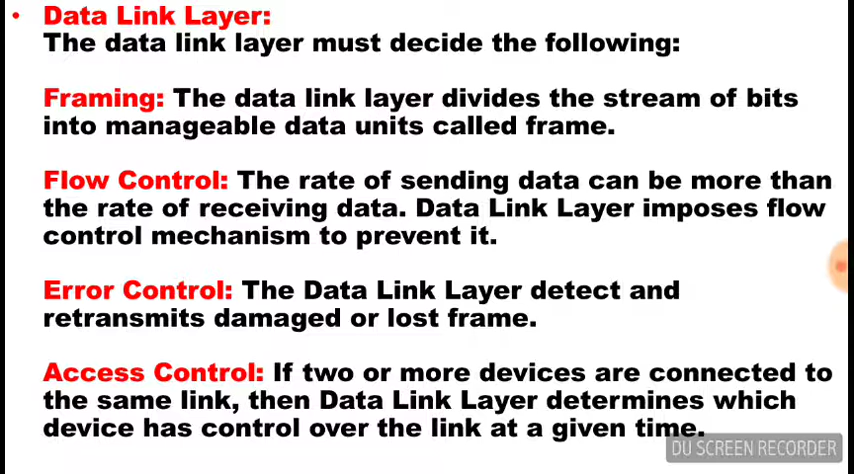 • Data Link Layer:
The data link layer must decide the following:
Framing: The data link layer divides the stream of bits
into manageable data units called frame.
Flow Control: The rate of sending data can be more than
the rate of receiving data. Data Link Layer imposes flow
control mechanism to prevent it.
Error Control: The Data Link Layer detect and
retransmits damaged or lost frame.
Access Control: If two or more devices are connected to
the same link, then Data Link Layer determines which
device has control over the link at a given time.
DU SCREEN RECORDER